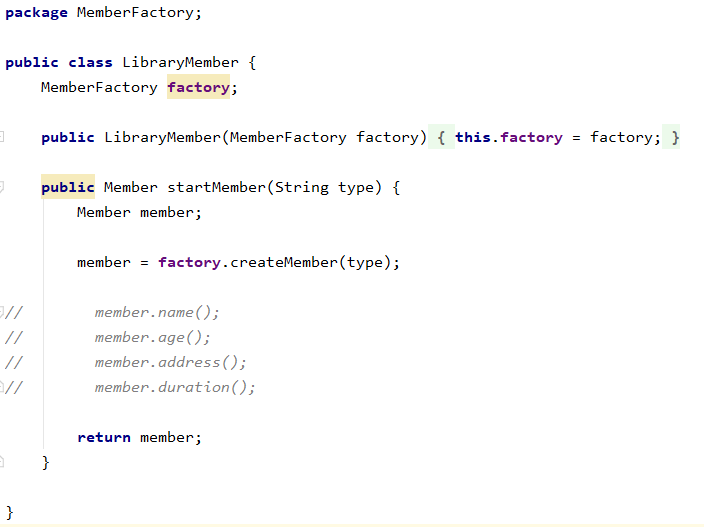 package MemberFactory;
public class LibraryMember {
MemberFactory factory;
public LibraryMember(MemberFactory factory) { this.factory = factory; }
public Member startMember(String type) {
Member member;
member = factory.createMember(type);
// member.name();
// member.age();
// member.address();
// member.duration();
return member;
}
}